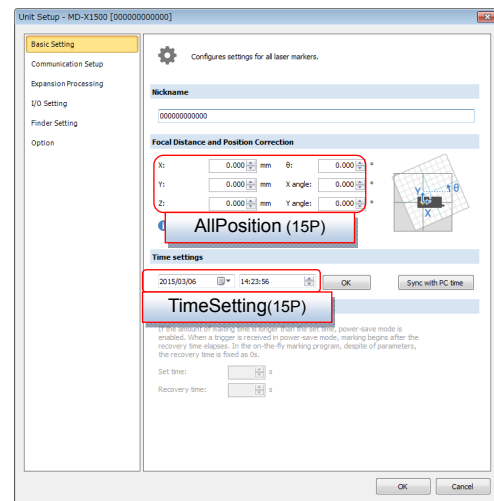 Unit Setup - MD-X1500 [000000000000]
Basic Setting
Communication Setup
Expansion Processing
I/O Setting
Finder Setting
Option
Configures settings for all laser markers.
Nickname
000000000000
Focal Distance and Position Correction
X: 0.000 mm θ: 0.000 °
Y: 0.000 mm X angle: 0.000 °
Z: 0.000 mm Y angle: 0.000 °
Y θ
X
AllPosition (15P)
Time settings
2015/03/06 14:23:56 OK Sync with PC time
TimeSetting(15P)
If the amount of waiting time is longer than the set time, power-save mode is
enabled. When a trigger is received in power-save mode, marking begins after the
recovery time elapses. In the on-the-fly marking program, despite of parameters,
the recovery time is fixed as 0s.
Set time: s
Recovery time: s
OK Cancel